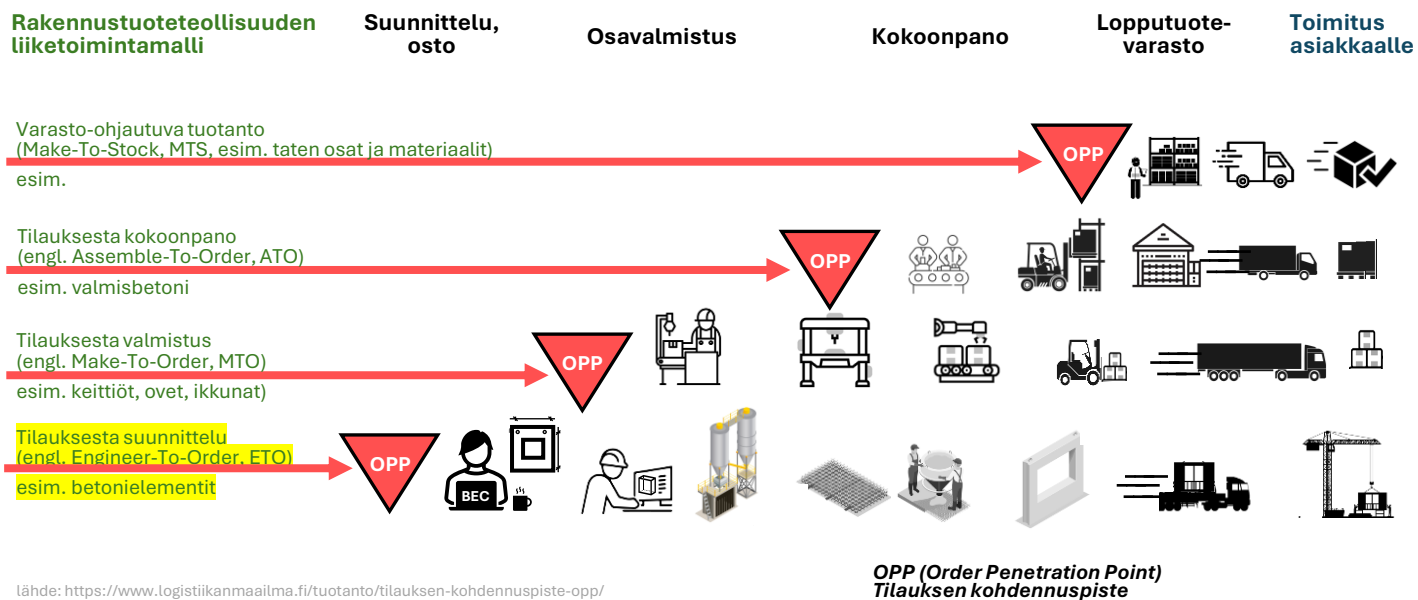 Rakennustuoteteollisuuden
liiketoimintamalli
Suunnittelu,
osto
Osavalmistus
Kokoonpano
Lopputuote-
varasto
Toimitus
asiakkaalle
Varasto-ohjautuva tuotanto
(Make-To-Stock, MTS, esim. taten osat ja materiaalit)
esim.
OPP
Tilauksesta kokoonpano
(engl. Assemble-To-Order, ATO)
esim. valmisbetoni
OPP
Tilauksesta valmistus
(engl. Make-To-Order, MTO)
esim. keittiöt, ovet, ikkunat)
OPP
Tilauksesta suunnittelu
(engl. Engineer-To-Order, ETO)
esim. betonielementit
OPP
BEC
OPP (Order Penetration Point)
Tilauksen kohdennuspiste
lähde: https://www.logistiikanmaailma.fi/tuotanto/tilauksen-kohdennuspiste-opp/